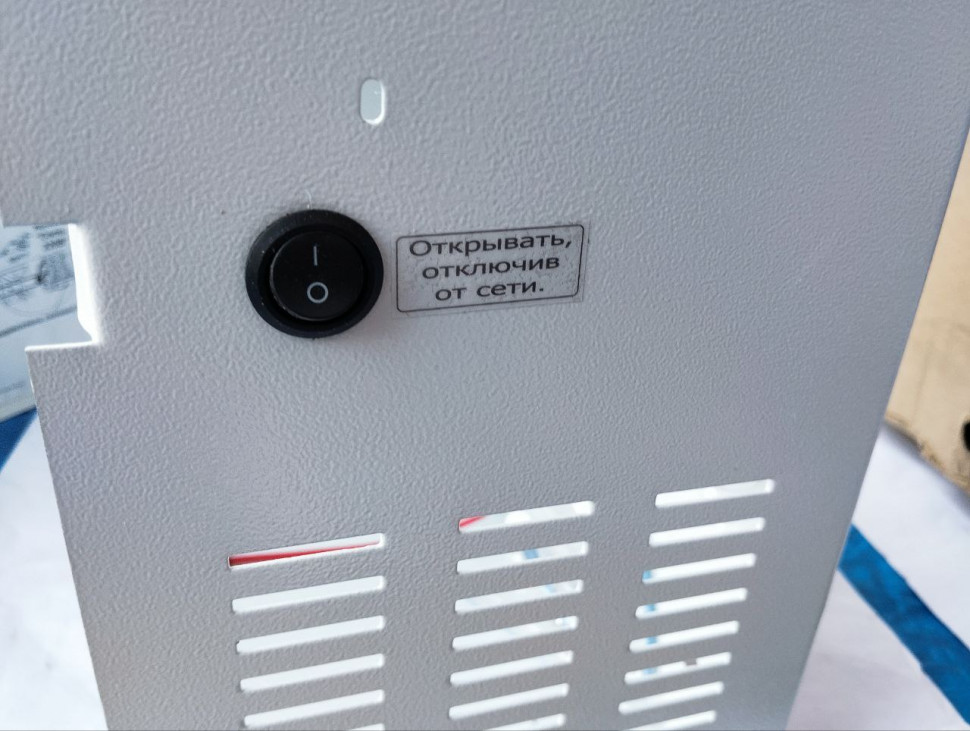 Открывать,
отключив
от сети.